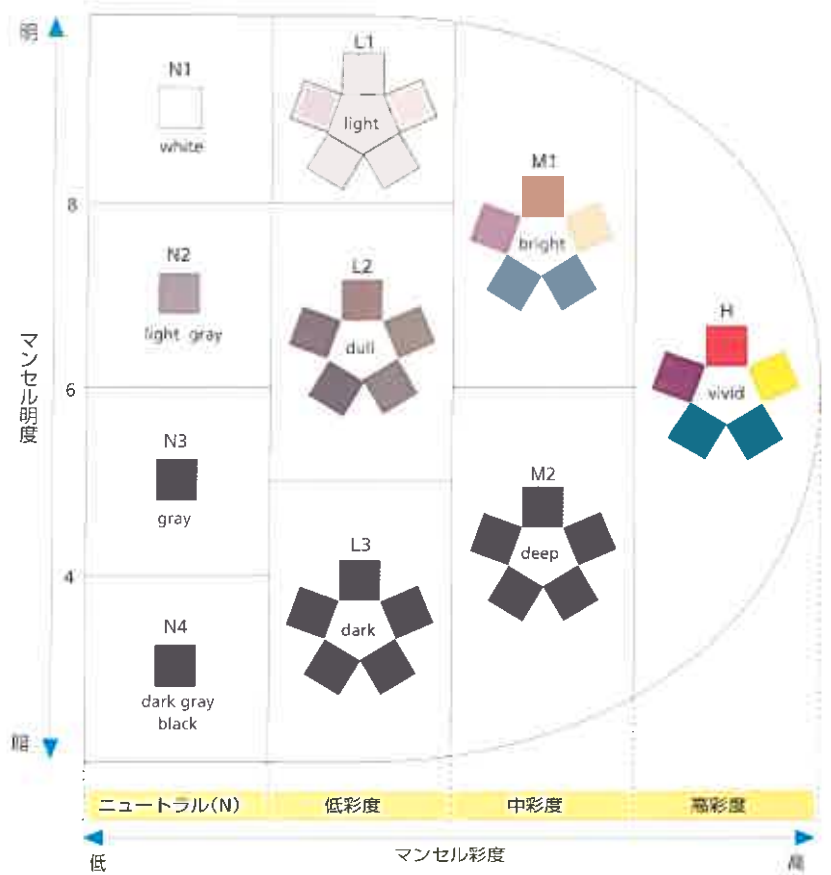 明
N1
white
L1
light
8
M1
bright
N2
light gray
L2
dull
H
vivid
マンセル明度
6
N3
gray
M2
deep
L3
dark
4
N4
dark gray
black
暗
ニュートラル(N)
低彩度
中彩度
高彩度
低
マンセル彩度
高